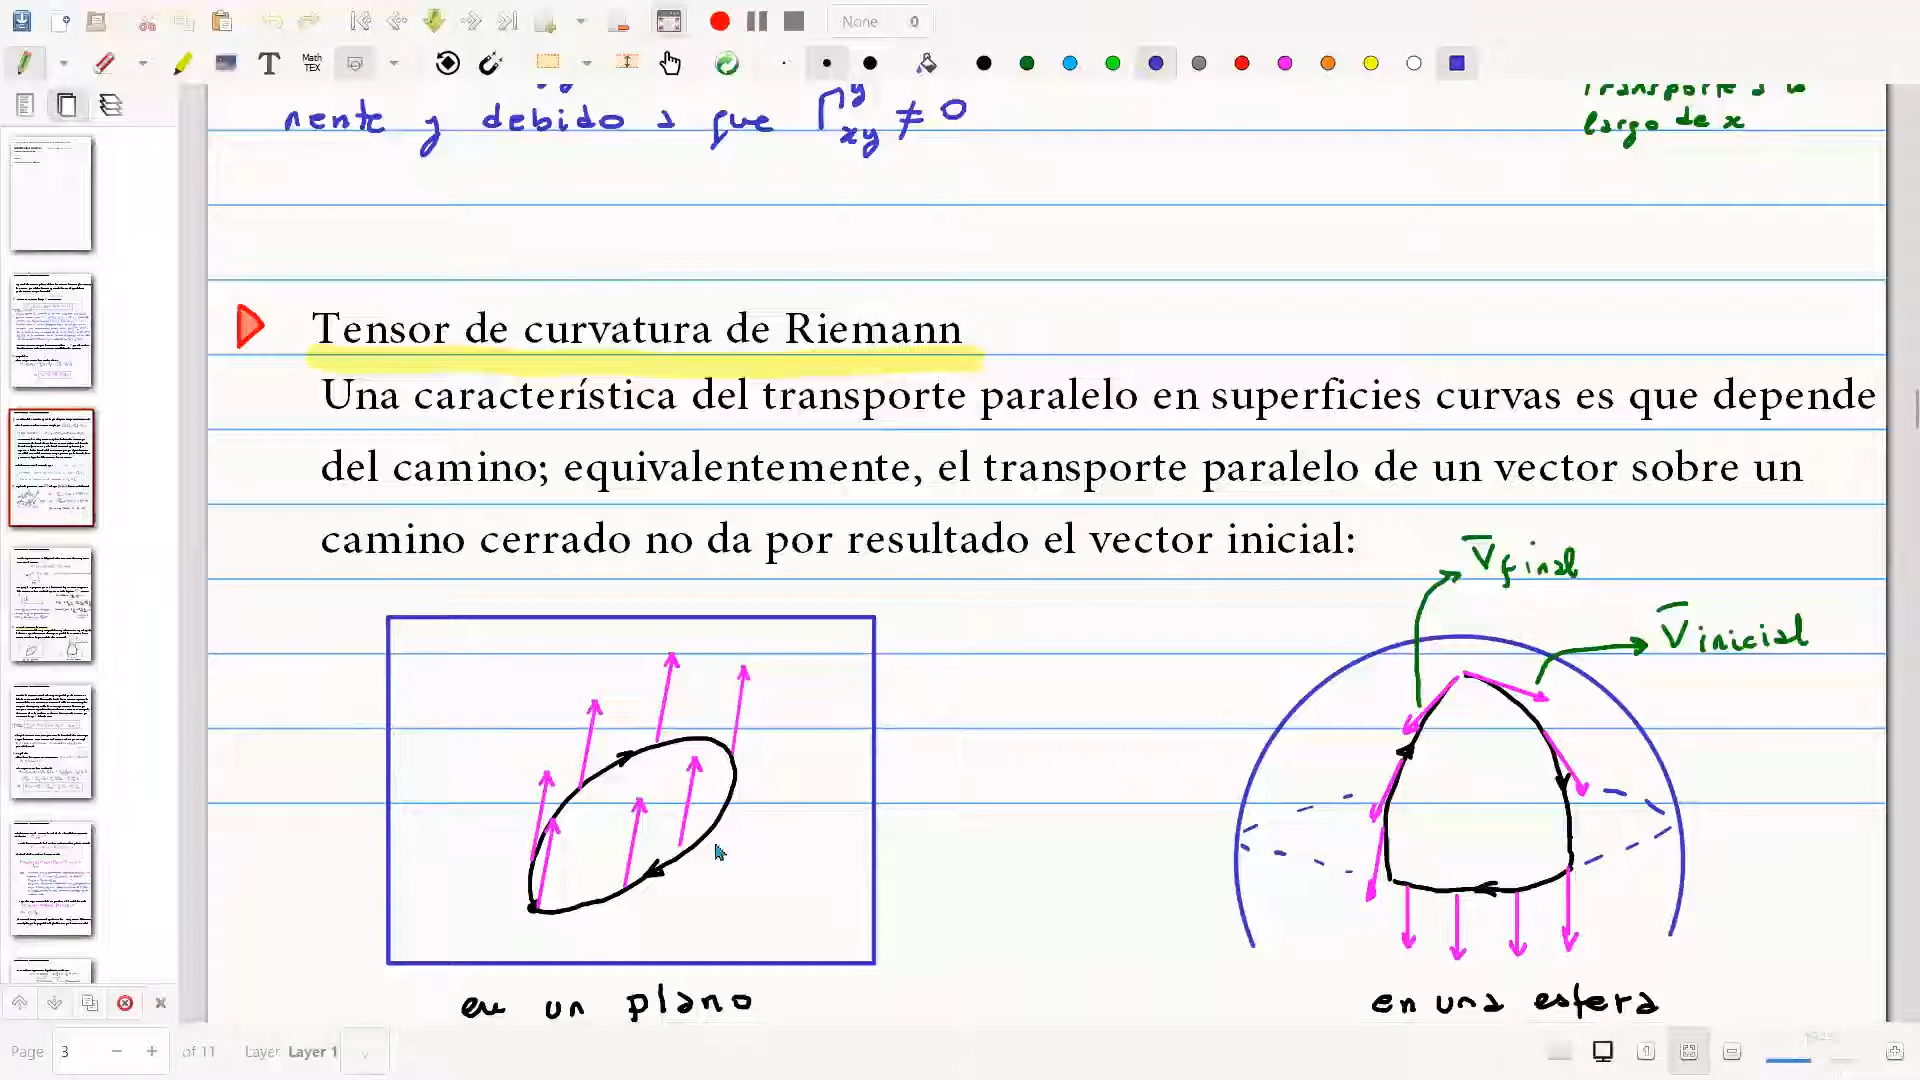 None 0
T Math TEX
nente y debido a que Γ^y_xy ≠ 0
largo de x
Tensor de curvatura de Riemann
Una característica del transporte paralelo en superficies curvas es que depende
del camino; equivalentemente, el transporte paralelo de un vector sobre un
camino cerrado no da por resultado el vector inicial:
V̅ final
V̅ inicial
en un plano
en una esfera
Page 3 of 11 Layer Layer 1